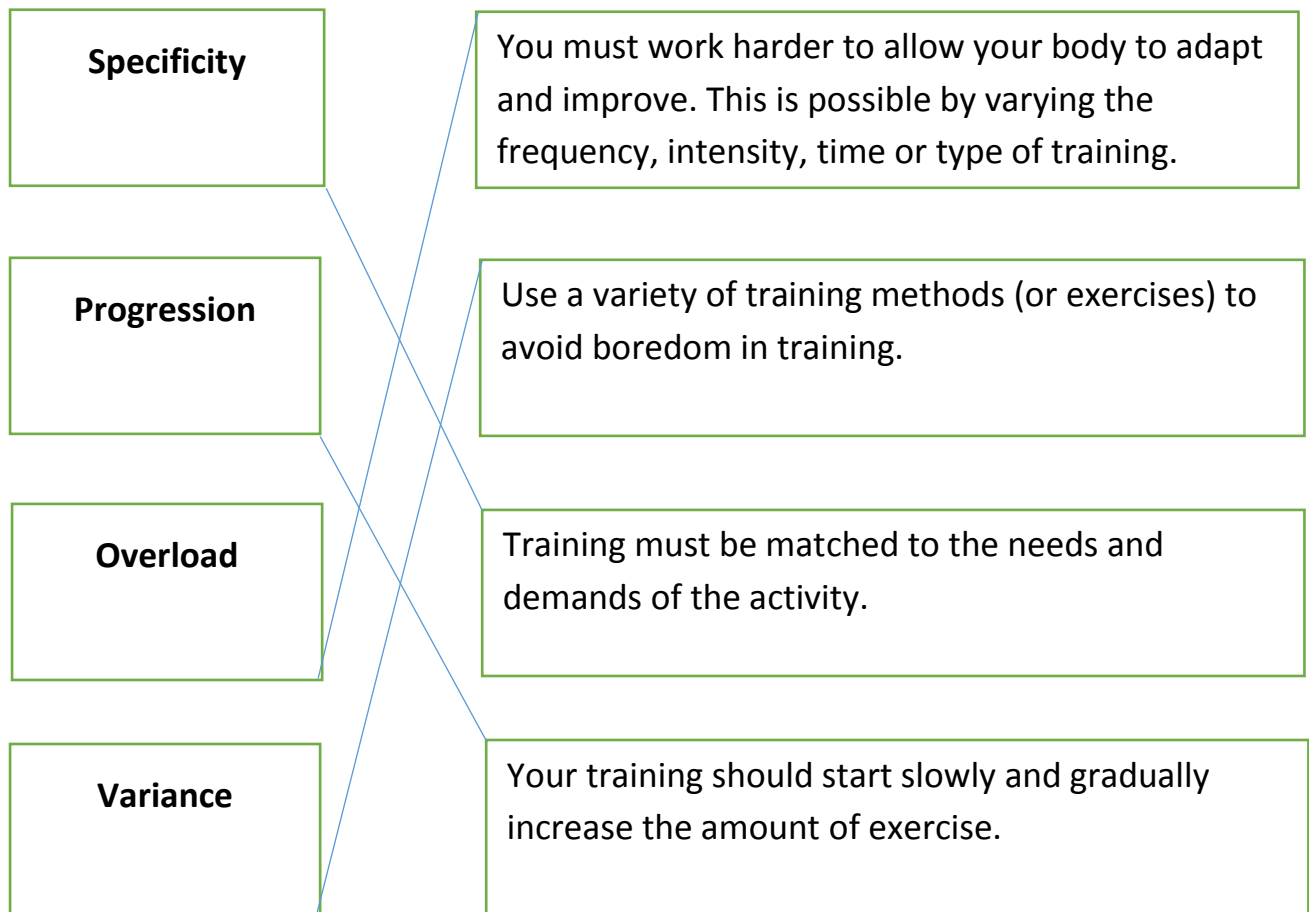 Specificity
You must work harder to allow your body to adapt
and improve. This is possible by varying the
frequency, intensity, time or type of training.
Progression
Use a variety of training methods (or exercises) to
avoid boredom in training.
Overload
Training must be matched to the needs and
demands of the activity.
Variance
Your training should start slowly and gradually
increase the amount of exercise.